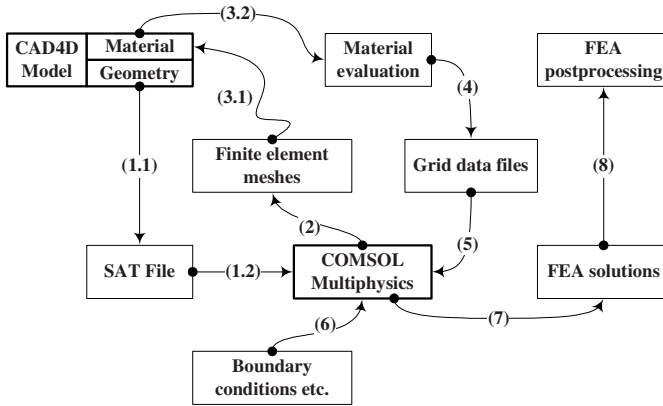 (3.2)
CAD4D
Model
Material
Geometry
Material
evaluation
FEA
postprocessing
(3.1)
(4)
(1.1)
Finite element
meshes
Grid data files
(8)
(2)
(5)
SAT File
(1.2)
COMSOL
Multiphysics
FEA solutions
(6)
(7)
Boundary
conditions etc.